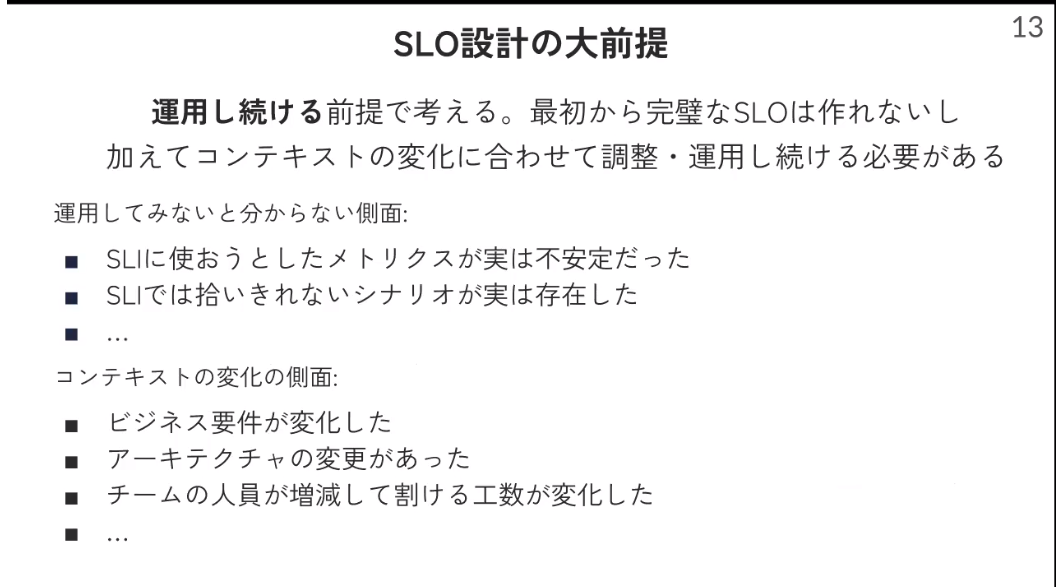 13
SLO設計の大前提
運用し続ける前提で考える。最初から完璧なSLOは作れないし
加えてコンテキストの変化に合わせて調整・運用し続ける必要がある
運用してみないと分からない側面:
■ SLIに使おうとしたメトリクスが実は不安定だった
■ SLIでは拾いきれないシナリオが実は存在した
■ ...
コンテキストの変化の側面:
■ ビジネス要件が変化した
■ アーキテクチャの変更があった
■ チームの人員が増減して割ける工数が変化した
■ ...